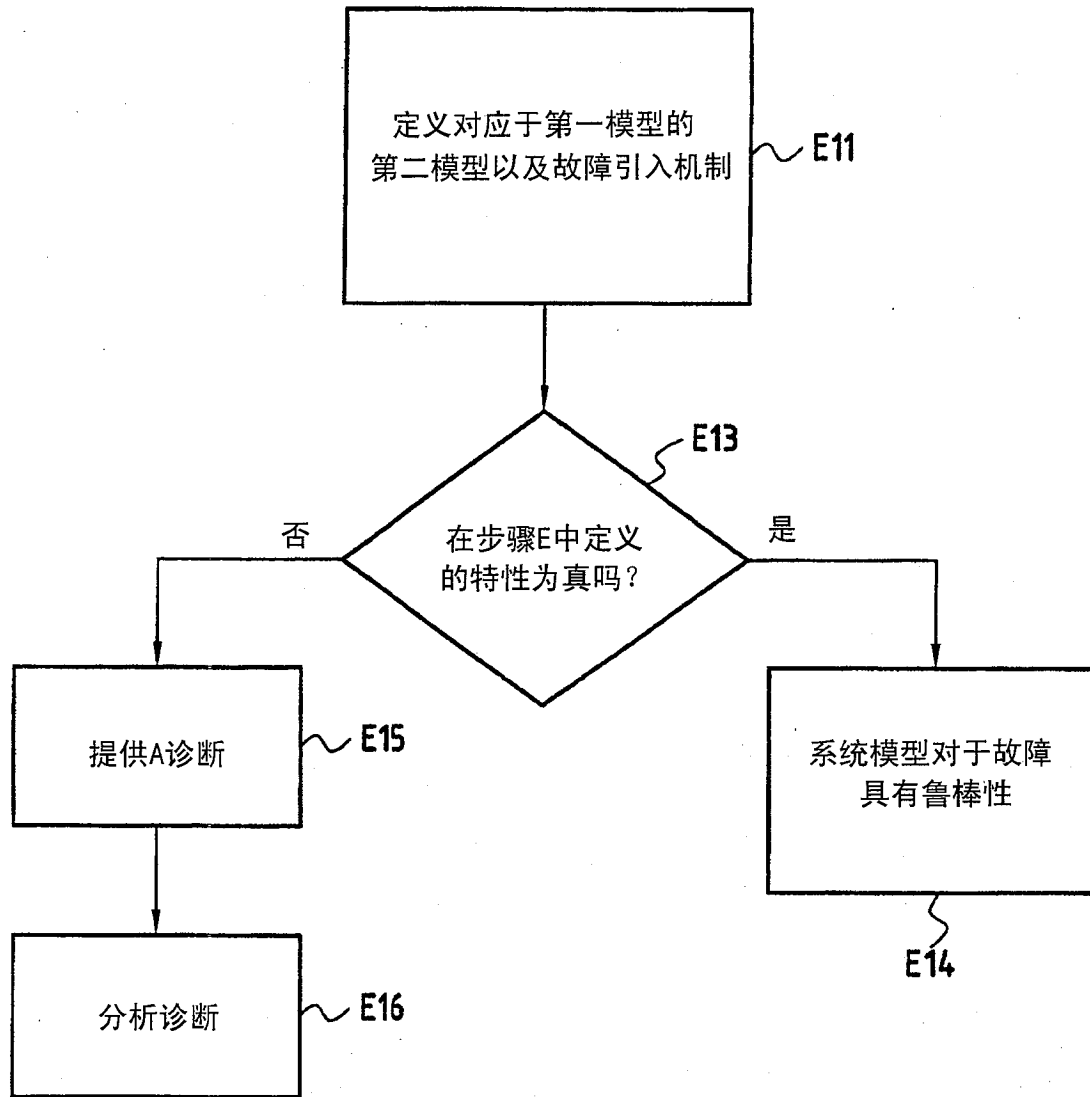 定义对应于第一模型的
第二模型以及故障引入机制
E11
E13
否
在步骤E中定义
的特性为真吗？
是
提供A诊断
E15
系统模型对于故障
具有鲁棒性
E14
分析诊断
E16